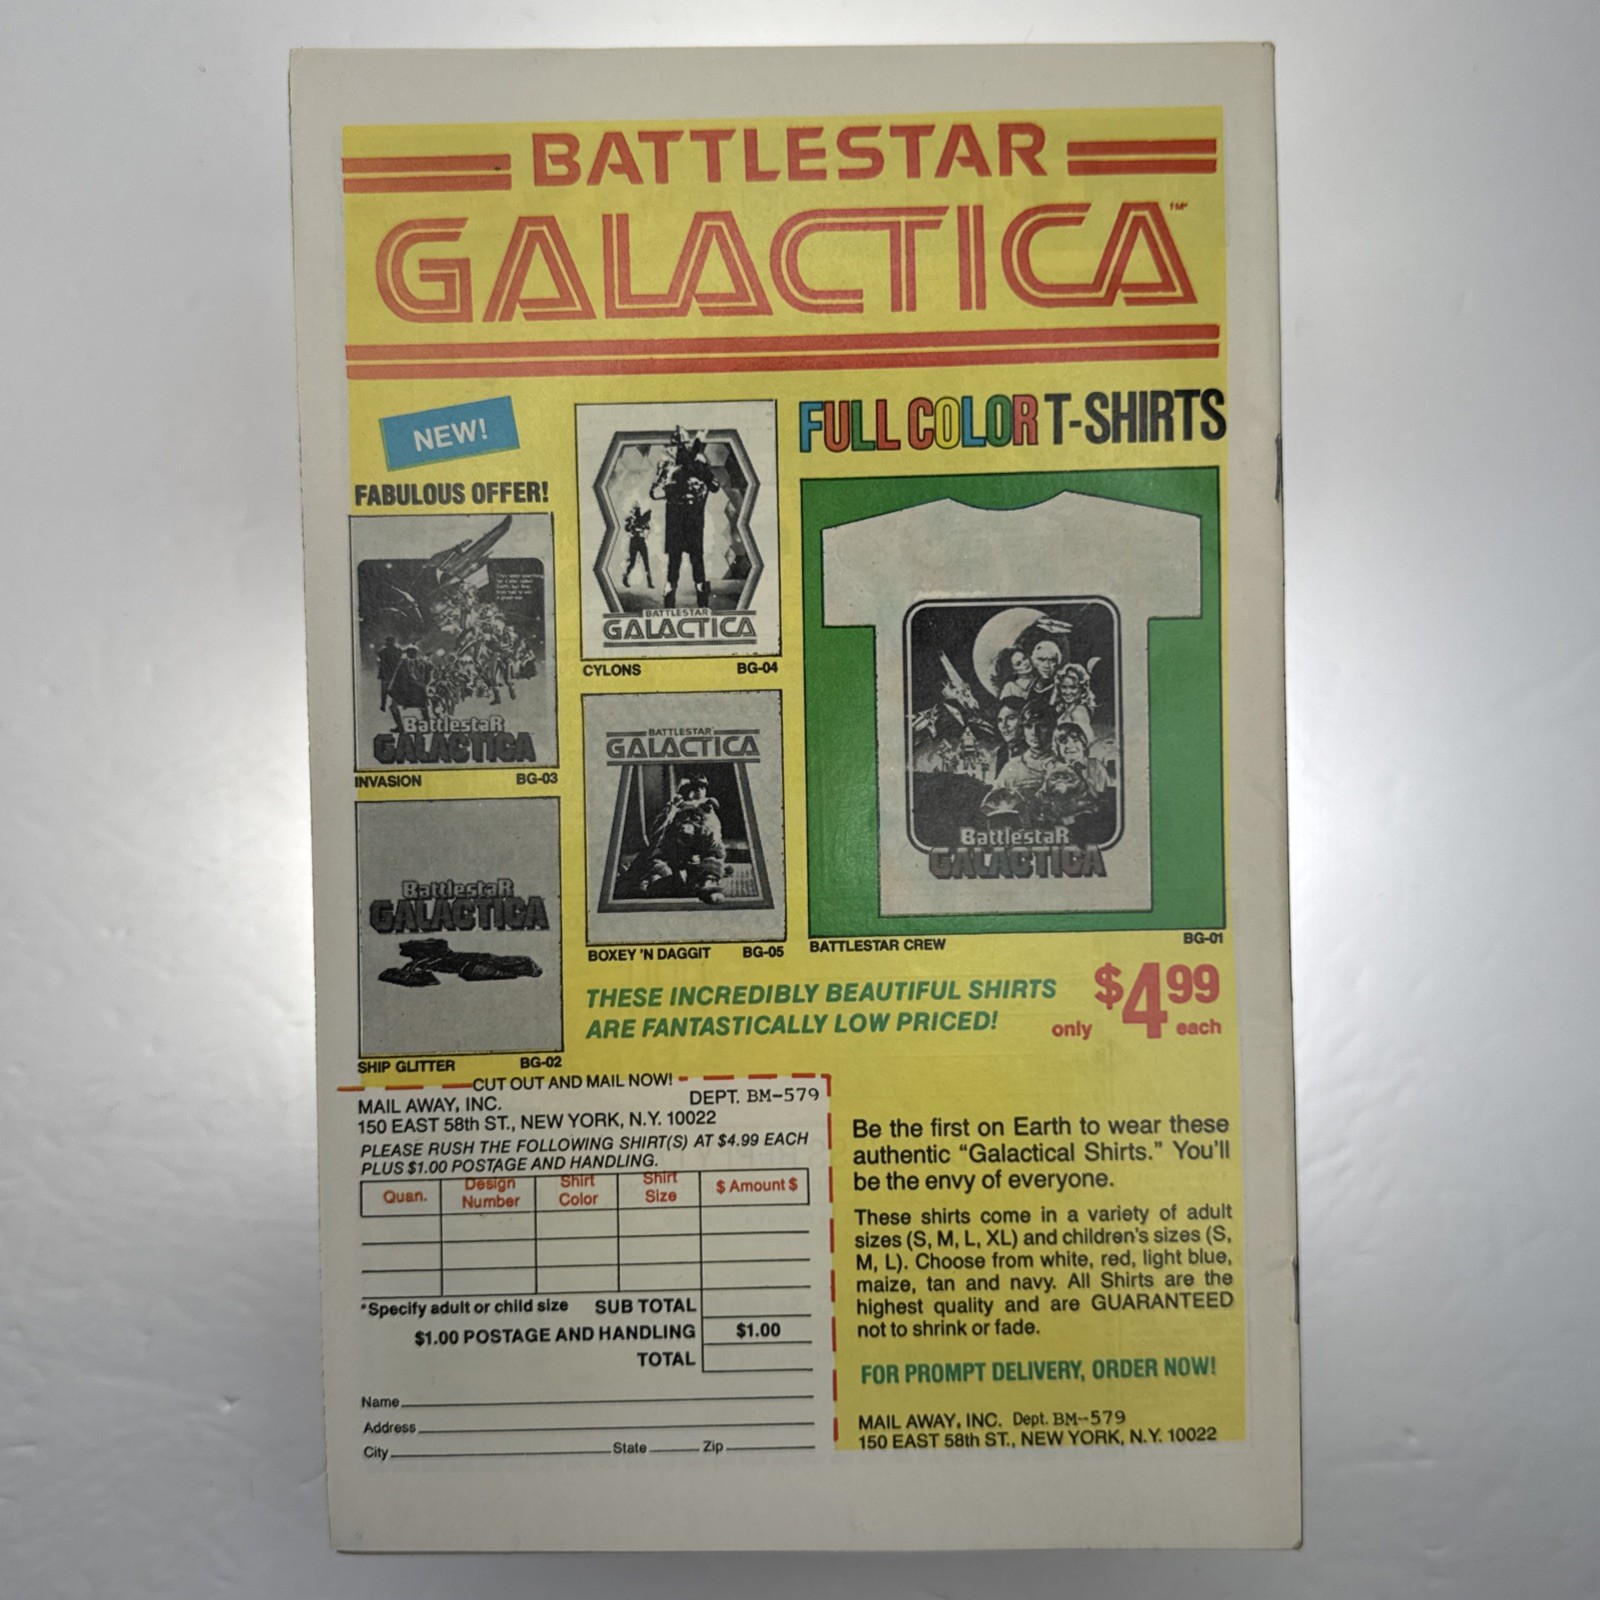 BATTLESTAR
GALACTICA™
NEW!
FABULOUS OFFER!
FULL COLOR T-SHIRTS
BattlestaR
GALACTICA
INVASION BG-03
BATTLESTAR
GALACTICA
CYLONS BG-04
BattlestaR
GALACTICA
SHIP GLITTER BG-02
BATTLESTAR
GALACTICA
BOXEY 'N DAGGIT BG-05
BattlestaR
GALACTICA
BATTLESTAR CREW BG-01
THESE INCREDIBLY BEAUTIFUL SHIRTS
ARE FANTASTICALLY LOW PRICED!
only $4.99 each
CUT OUT AND MAIL NOW!
MAIL AWAY, INC. DEPT. BM-579
150 EAST 58th ST., NEW YORK, N.Y. 10022
PLEASE RUSH THE FOLLOWING SHIRT(S) AT $4.99 EACH
PLUS $1.00 POSTAGE AND HANDLING.
Quan. Design Number Shirt Color Shirt Size $ Amount $
*Specify adult or child size SUB TOTAL
$1.00 POSTAGE AND HANDLING $1.00
TOTAL
Name
Address
City State Zip
Be the first on Earth to wear these
authentic “Galactical Shirts.” You'll
be the envy of everyone.
These shirts come in a variety of adult
sizes (S, M, L, XL) and children's sizes (S,
M, L). Choose from white, red, light blue,
maize, tan and navy. All Shirts are the
highest quality and are GUARANTEED
not to shrink or fade.
FOR PROMPT DELIVERY, ORDER NOW!
MAIL AWAY, INC. Dept. BM--579
150 EAST 58th ST., NEW YORK, N.Y. 10022